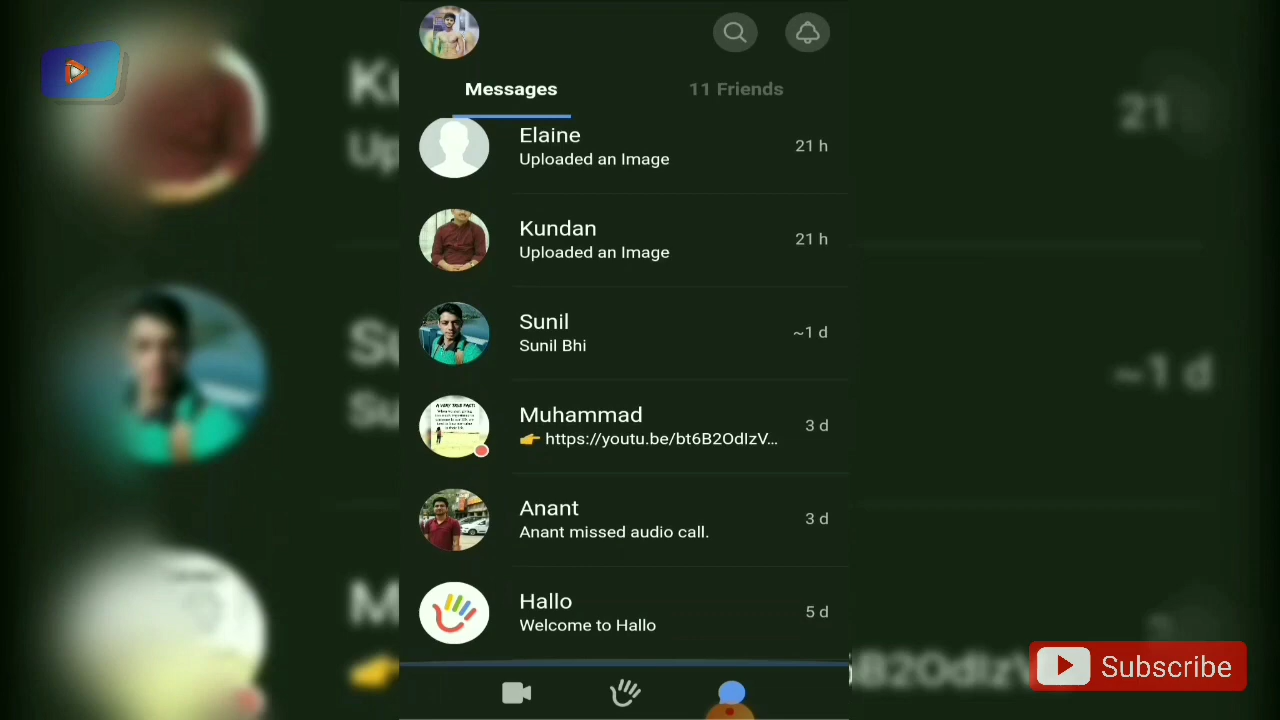 Messages
11 Friends
Elaine
21 h
Uploaded an Image
Kundan
21 h
Uploaded an Image
Sunil
~1 d
Sunil Bhi
Muhammad
3 d
👉 https://youtu.be/bt6B2OdIzV...
Anant
3 d
Anant missed audio call.
Hallo
5 d
Welcome to Hallo
Subscribe